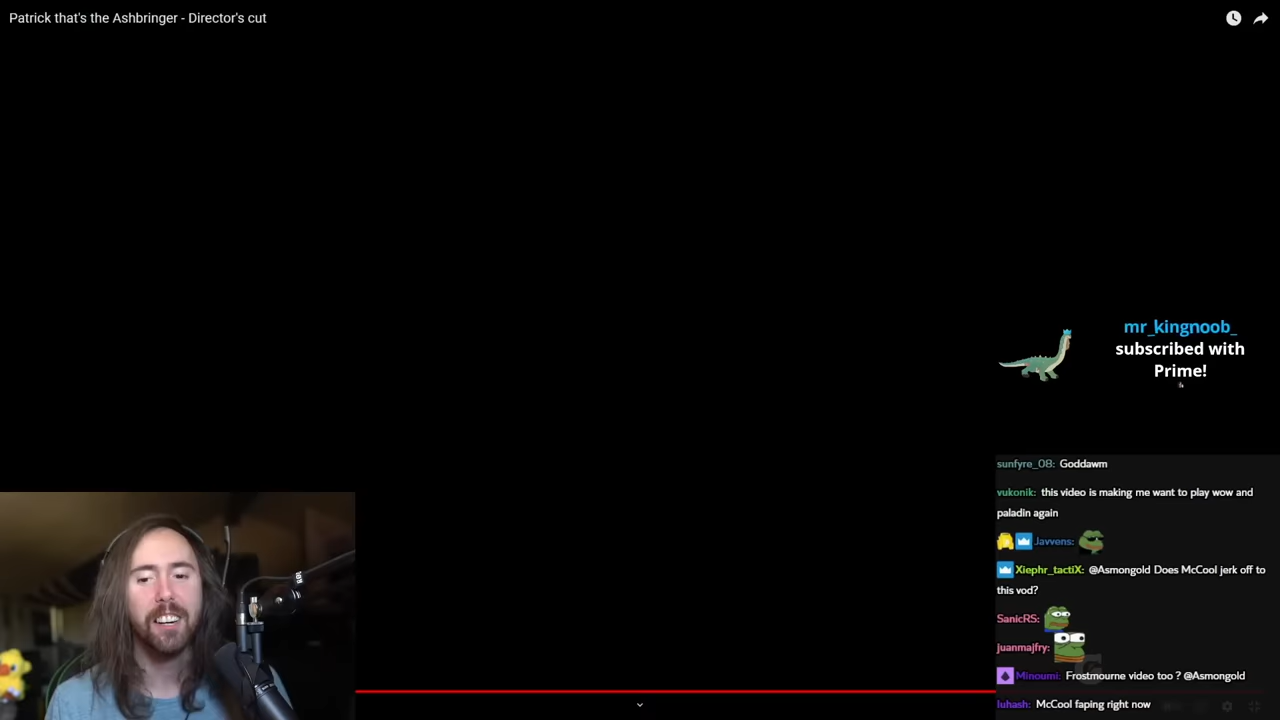 Patrick that's the Ashbringer - Director's cut
mr_kingnoob_
subscribed with
Prime!
sunfyre_08: Goddawm
vukonik: this video is making me want to play wow and
paladin again
Javvens:
Xiephr_tactiX: @Asmongold Does McCool jerk off to
this vod?
SanicRS:
juanmajfry:
Minoumi: Frostmourne video too ? @Asmongold
luhash: McCool faping right now